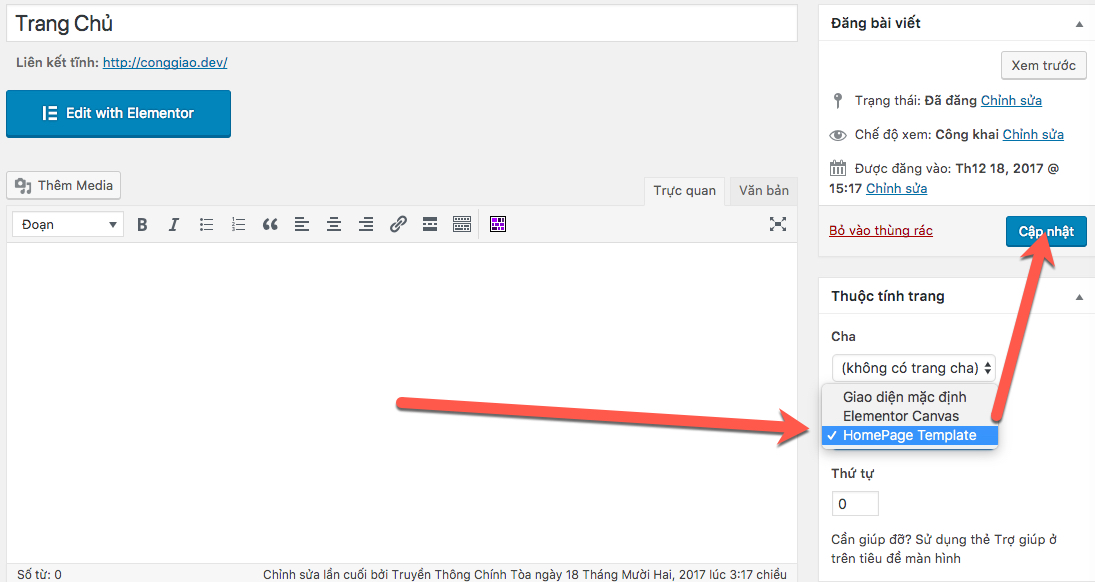 Trang Chủ
Liên kết tĩnh: http://conggiao.dev/
Edit with Elementor
Thêm Media
Trực quan
Văn bản
Đoạn
B
I
Số từ: 0
Chỉnh sửa lần cuối bởi Truyền Thông Chính Tòa ngày 18 Tháng Mười Hai, 2017 lúc 3:17 chiều
Đăng bài viết
Xem trước
Trạng thái: Đã đăng Chỉnh sửa
Chế độ xem: Công khai Chỉnh sửa
Được đăng vào: Th12 18, 2017 @
15:17 Chỉnh sửa
Bỏ vào thùng rác
Cập nhật
Thuộc tính trang
Cha
(không có trang cha)
Giao diện mặc định
Elementor Canvas
HomePage Template
Thứ tự
0
Cần giúp đỡ? Sử dụng thẻ Trợ giúp ở
trên tiêu đề màn hình